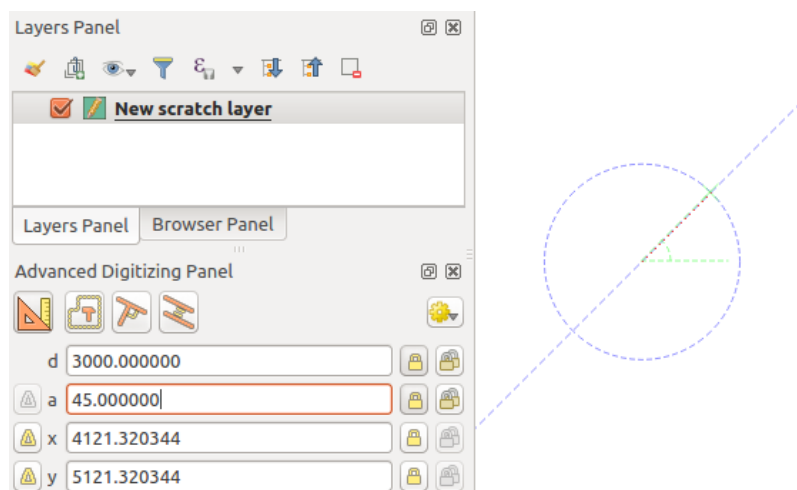 Layers Panel
New scratch layer
Layers Panel Browser Panel
Advanced Digitizing Panel
d 3000.000000
a 45.000000
x 4121.320344
y 5121.320344